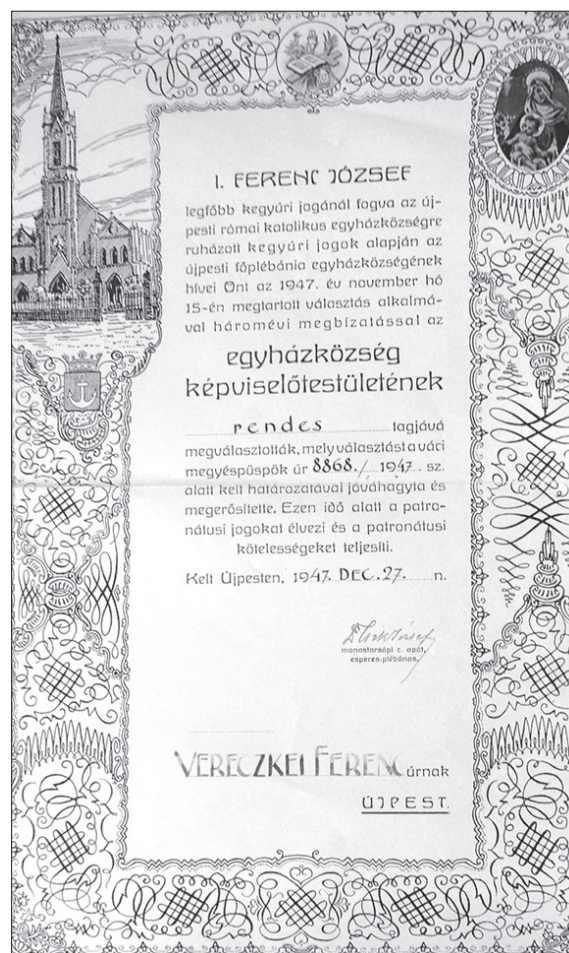 I. FERENC JÓZSEF
legfőbb kegyúri jogánál fogva az új-
pesti római katolikus egyházközségre
ruházott kegyúri jogok alapján az
újpesti főplébánia egyházközségének
hívei Önt az 1947. év november hó
15-én megtartott választás alkalmá-
val háromévi megbízatással az
egyházközség
képviselőtestületének
rendes tagjává
megválasztották, mely választást a váci
megyéspüspök úr 8868./1947. sz.
alatt kelt határozatával jóváhagyta és
megerősítette. Ezen idő alatt a patro-
nátusi jogokat élvezi és a patronátusi
kötelességeket teljesíti.
Kelt Újpesten, 1947. DEC. 27. n.
c. apát,
esperes-plébános.
VERECZKEI FERENC úrnak
ÚJPEST.